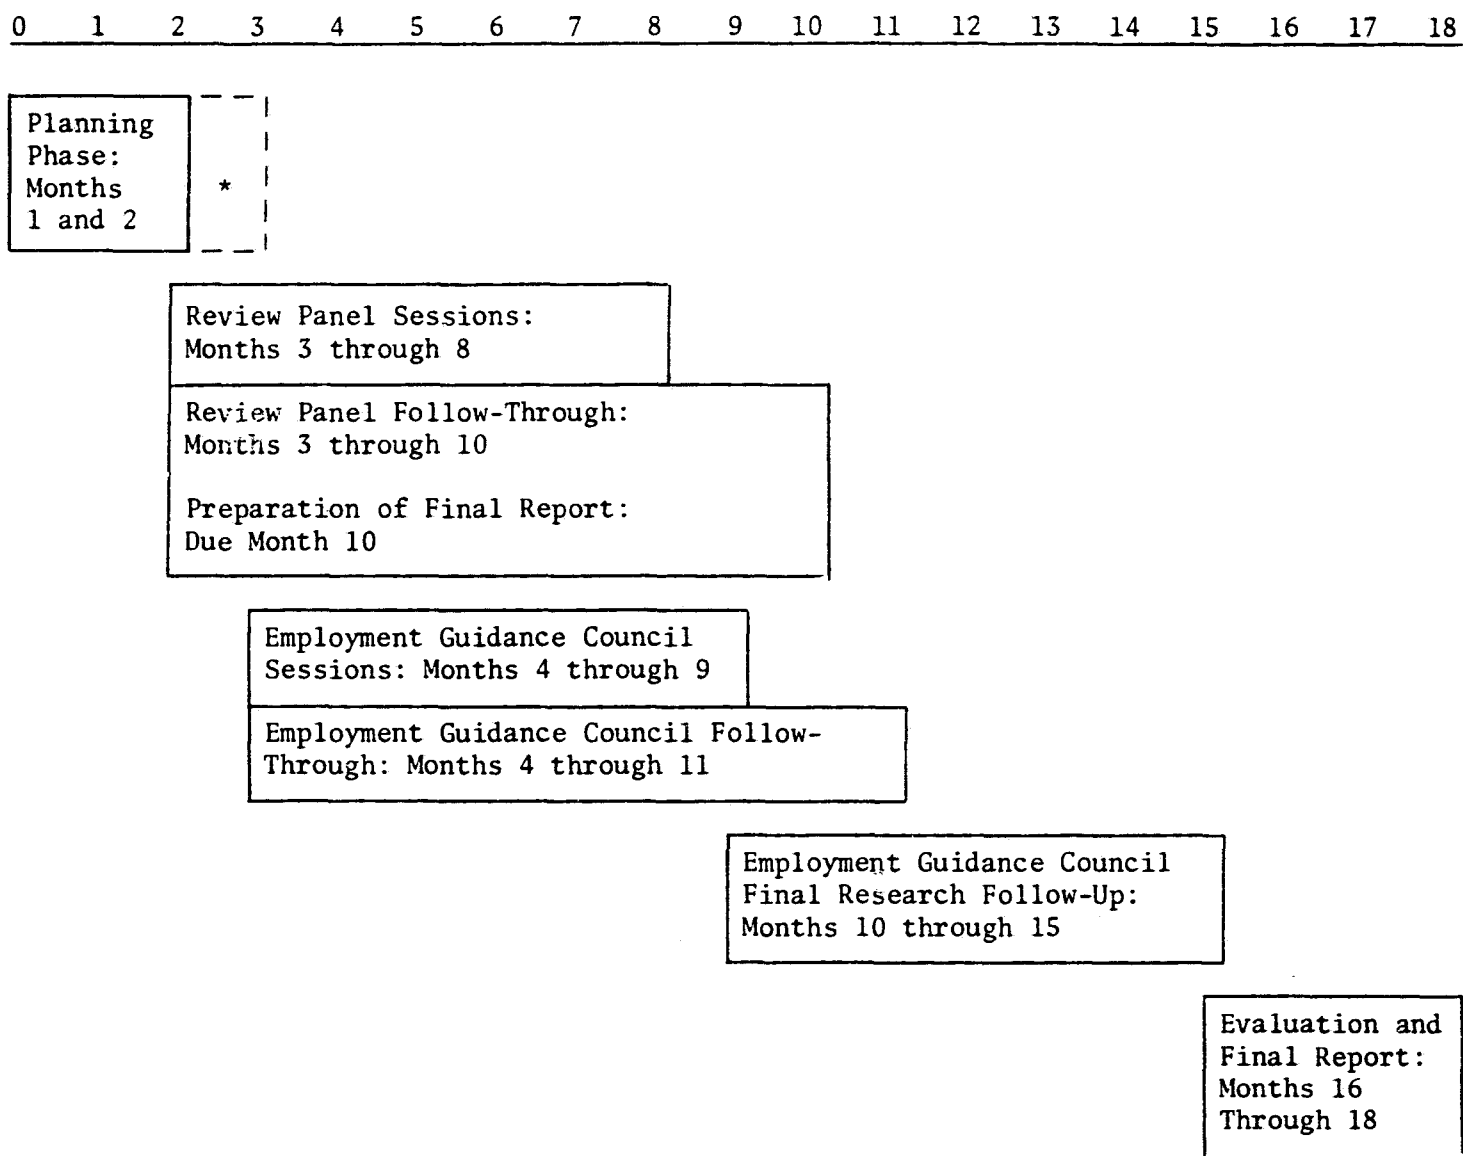 0 1 2 3 4 5 6 7 8 9 10 11 12 13 14 15 16 17 18
Planning
Phase:
Months
1 and 2
*
Review Panel Sessions:
Months 3 through 8
Review Panel Follow-Through:
Months 3 through 10
Preparation of Final Report:
Due Month 10
Employment Guidance Council
Sessions: Months 4 through 9
Employment Guidance Council Follow-
Through: Months 4 through 11
Employment Guidance Council
Final Research Follow-Up:
Months 10 through 15
Evaluation and
Final Report:
Months 16
Through 18